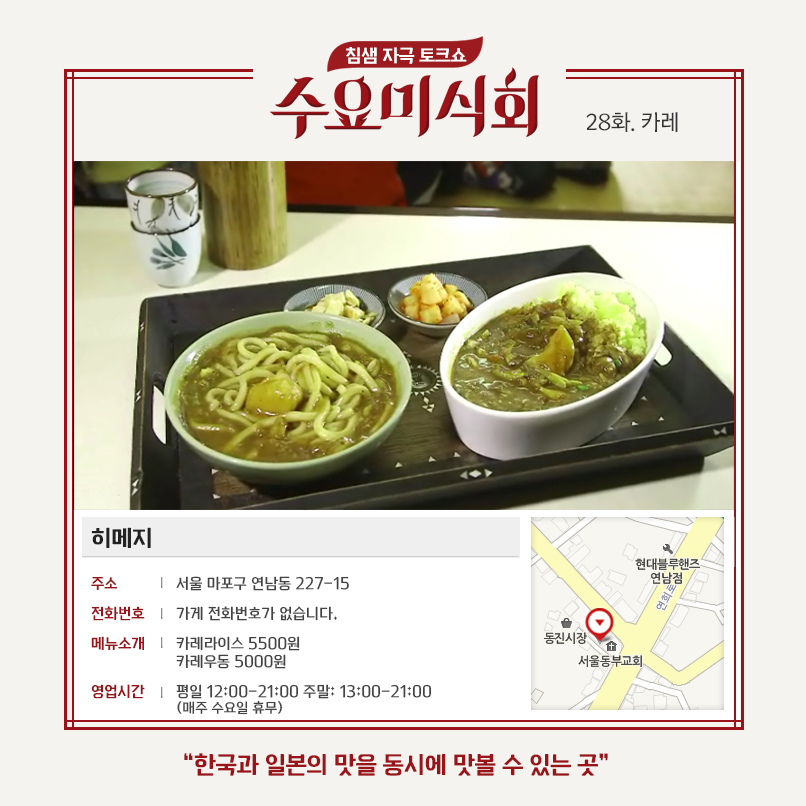 침샘 자극 토크쇼
수요미식회
28화. 카레
히메지
주소 | 서울 마포구 연남동 227-15
전화번호 | 가게 전화번호가 없습니다.
메뉴소개 | 카레라이스 5500원
카레우동 5000원
영업시간 | 평일 12:00-21:00 주말: 13:00-21:00
(매주 수요일 휴무)
현대블루핸즈
연남점
연희로
동진시장
서울동부교회
“한국과 일본의 맛을 동시에 맛볼 수 있는 곳”